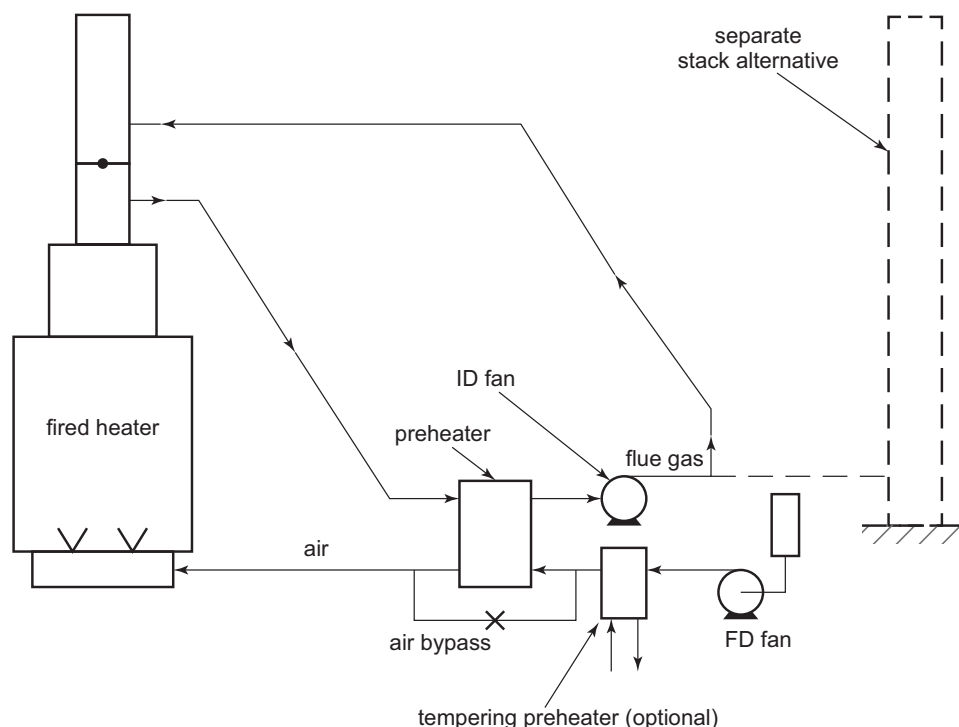 separate
stack alternative
ID fan
fired heater
preheater
flue gas
air
air bypass
FD fan
tempering preheater (optional)